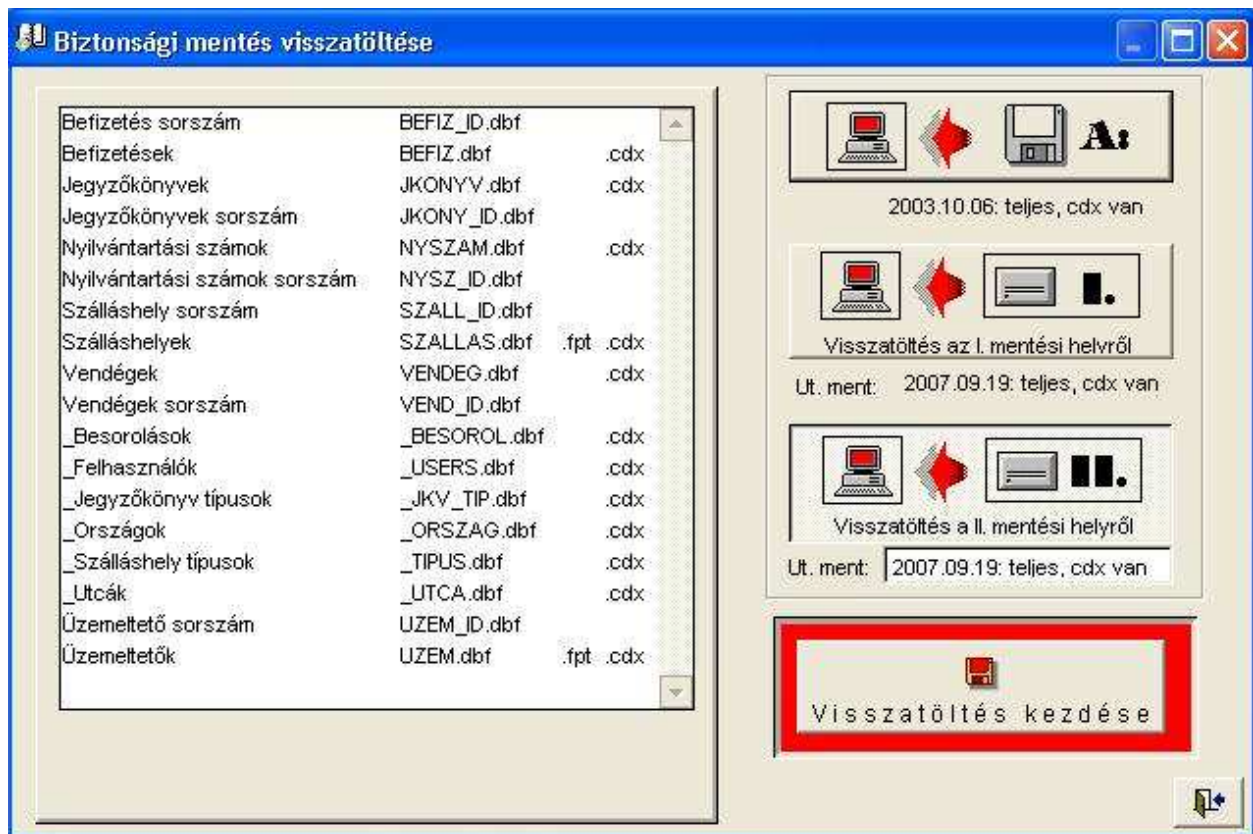 Biztonsági mentés visszatöltése
Befizetés sorszám BEFIZ_ID.dbf
Befizetések BEFIZ.dbf .cdx
Jegyzőkönyvek JKONYV.dbf .cdx
Jegyzőkönyvek sorszám JKONY_ID.dbf
Nyilvántartási számok NYSZAM.dbf .cdx
Nyilvántartási számok sorszám NYSZ_ID.dbf
Szálláshely sorszám SZALL_ID.dbf
Szálláshelyek SZALLAS.dbf .fpt .cdx
Vendégek VENDEG.dbf .cdx
Vendégek sorszám VEND_ID.dbf
_Besorolások _BESOROL.dbf .cdx
_Felhasználók _USERS.dbf .cdx
_Jegyzőkönyv típusok _JKV_TIP.dbf .cdx
_Országok _ORSZAG.dbf .cdx
_Szálláshely típusok _TIPUS.dbf .cdx
_Utcák _UTCA.dbf .cdx
Üzemeltető sorszám UZEM_ID.dbf
Üzemeltetők UZEM.dbf .fpt .cdx
A:
2003.10.06: teljes, cdx van
I.
Visszatöltés az I. mentési helyről
Ut. ment: 2007.09.19: teljes, cdx van
II.
Visszatöltés a II. mentési helyről
Ut. ment: 2007.09.19: teljes, cdx van
Visszatöltés kezdése